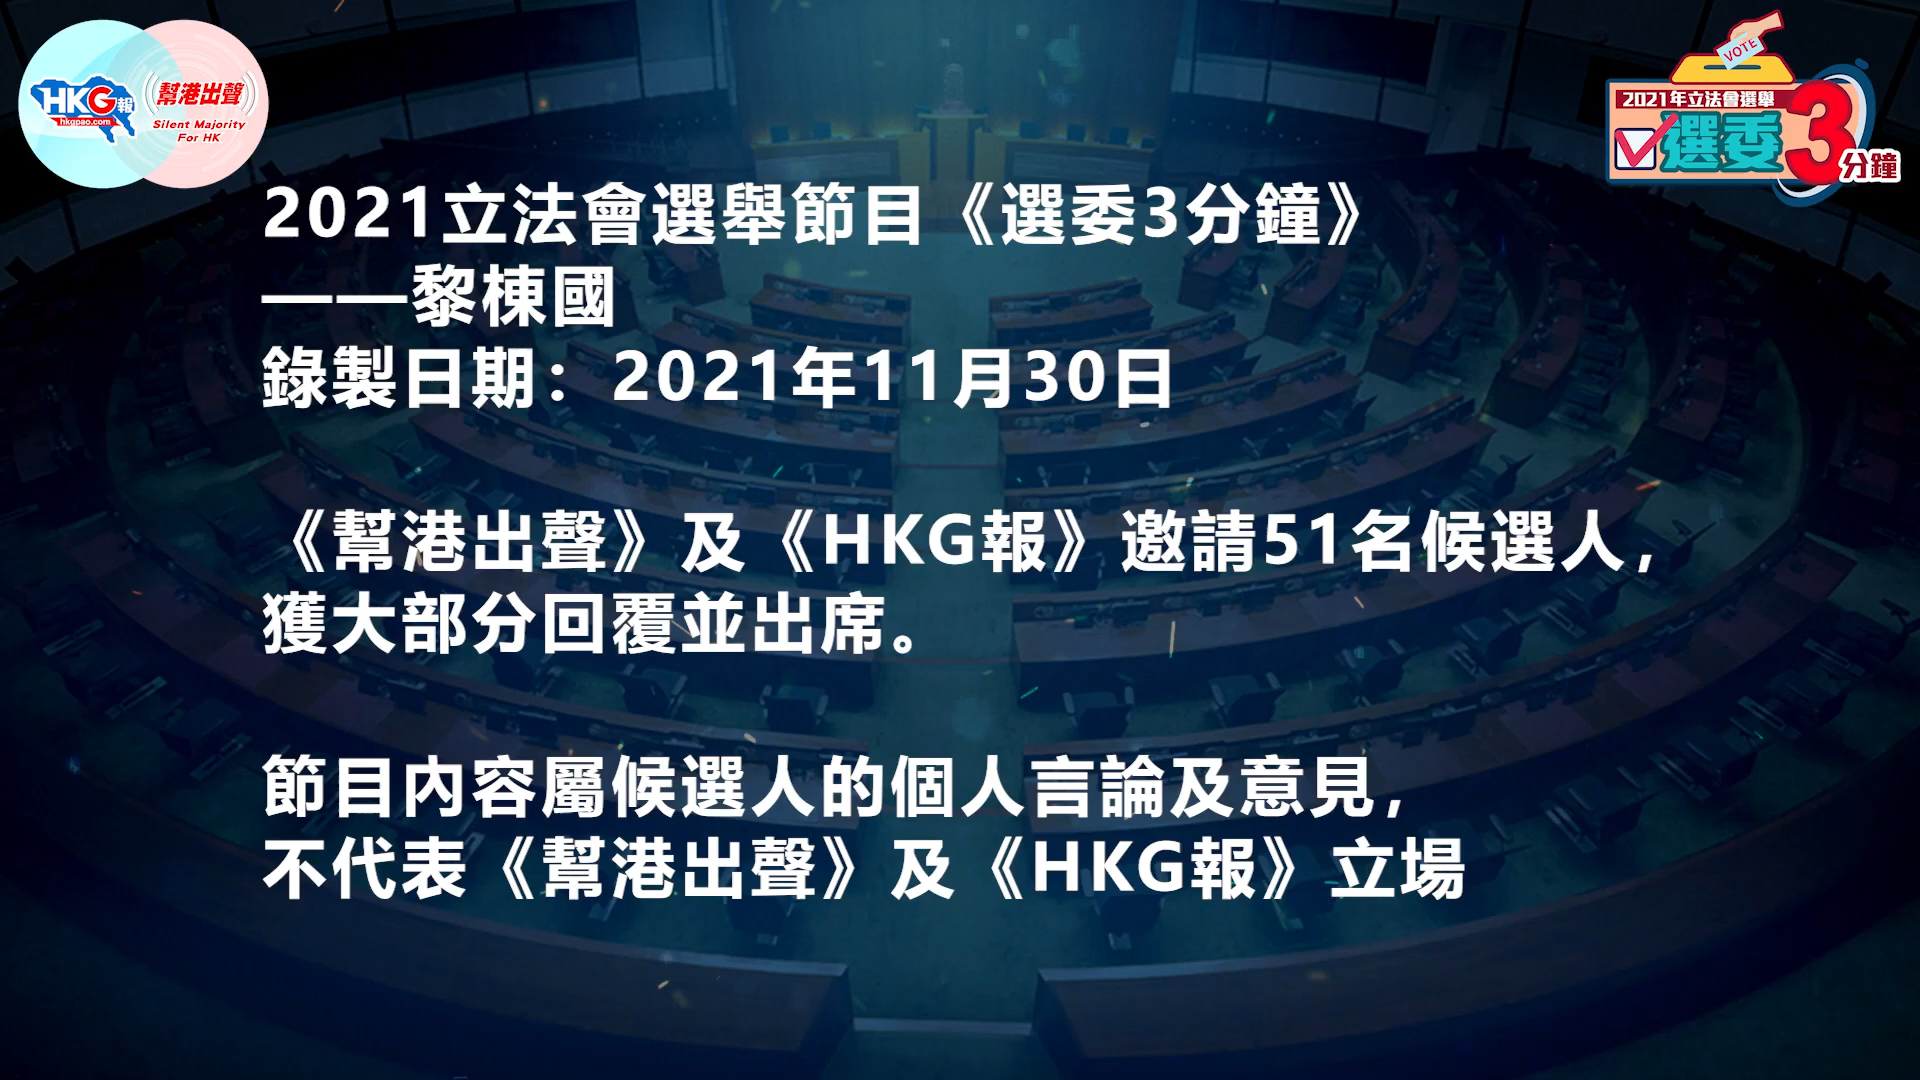 HKG報
hkgpao.com
幫港出聲
Silent Majority
For HK
VOTE
2021年立法會選舉
選委3分鐘
2021立法會選舉節目《選委3分鐘》
——黎棟國
錄製日期：2021年11月30日
《幫港出聲》及《HKG報》邀請51名候選人，
獲大部分回覆並出席。
節目內容屬候選人的個人言論及意見，
不代表《幫港出聲》及《HKG報》立場